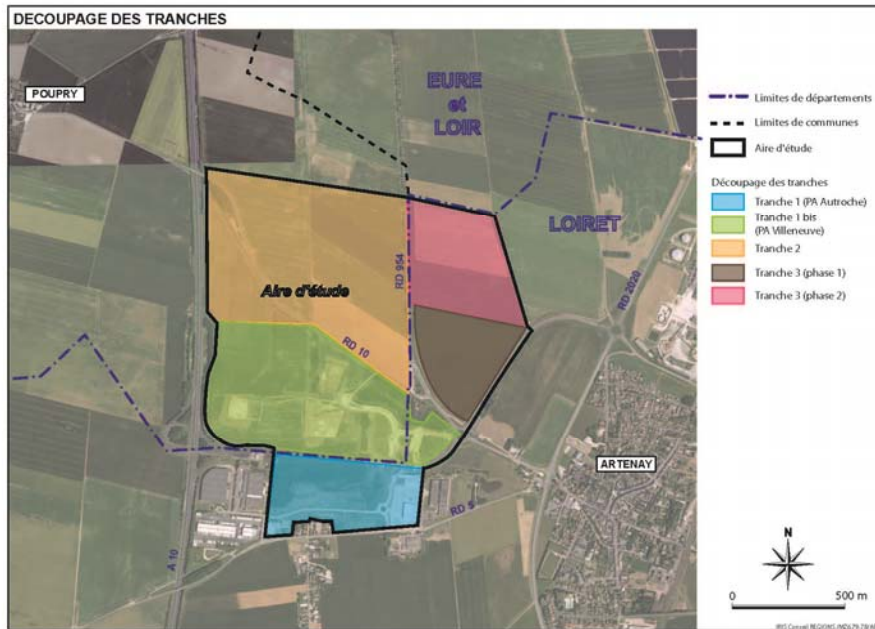 DECOUPAGE DES TRANCHES
POUPRY
EURE
et
LOIR
LOIRET
Aire d'étude
RD 954
RD 10
RD 2020
ARTENAY
RD 5
A 10
Limites de départements
Limites de communes
Aire d'étude
Découpage des tranches
Tranche 1 (PA Autroche)
Tranche 1 bis
(PA Villeneuve)
Tranche 2
Tranche 3 (phase 1)
Tranche 3 (phase 2)
N
0 500 m